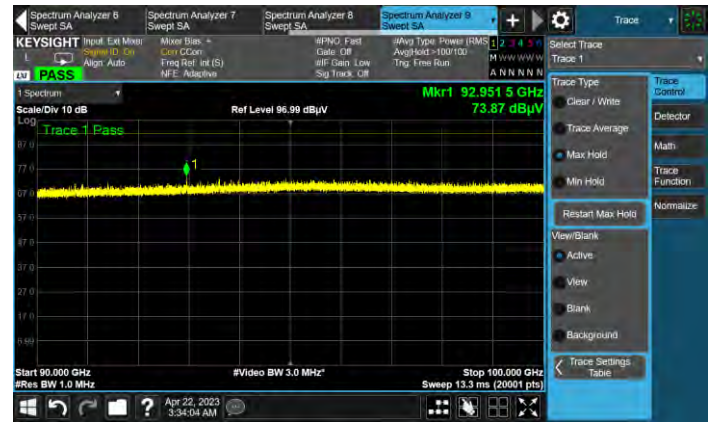 Spectrum Analyzer 6
Swept SA
Spectrum Analyzer 7
Swept SA
Spectrum Analyzer 8
Swept SA
Spectrum Analyzer 9
Swept SA
Trace
KEYSIGHT
L
LXI
PASS
Input: Ext Mixer
Signal ID: On
Align: Auto
Mixer Bias:
Corr CCorr
Freq Ref: Int (S)
NFE: Adaptive
#PNO: Fast
Gate: Off
#IF Gain: Low
Sig Track: Off
#Avg Type: Power (RMS
Avg|Hold:>100/100
Trig: Free Run
1 2 3 4 5 6
M W W W W W
A N N N N N
Select Trace
Trace 1
1 Spectrum
Scale/Div 10 dB
Log
Ref Level 96.99 dBµV
Mkr1 92.951 5 GHz
73.87 dBµV
Trace 1 Pass
87.0
77.0
67.0
57.0
47.0
37.0
27.0
17.0
6.99
1
Start 90.000 GHz
#Res BW 1.0 MHz
#Video BW 3.0 MHz*
Stop 100.000 GHz
Sweep 13.3 ms (20001 pts)
Trace Type
Clear / Write
Trace Average
Max Hold
Min Hold
Restart Max Hold
View/Blank
Active
View
Blank
Background
Trace Settings
Table
Trace
Control
Detector
Math
Trace
Function
Normalize
?
Apr 22, 2023
3:34:04 AM